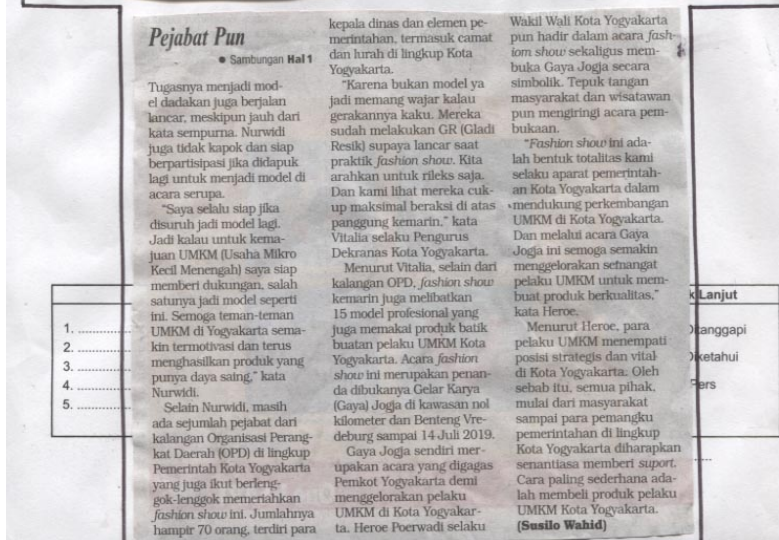 Pejabat Pun
● Sambungan Hal 1
Tugasnya menjadi mod-
el dadakan juga berjalan
lancar, meskipun jauh dari
kata sempurna. Nurwidi
juga tidak kapok dan siap
berpartisipasi jika didapuk
lagi untuk menjadi model di
acara serupa.
"Saya selalu siap jika
disuruh jadi model lagi.
Jadi kalau untuk kema-
juan UMKM (Usaha Mikro
Kecil Menengah) saya siap
memberi dukungan, salah
satunya jadi model seperti
ini. Semoga teman-teman
UMKM di Yogyakarta sema-
kin termotivasi dan terus
menghasilkan produk yang
punya daya saing," kata
Nurwidi.
Selain Nurwidi, masih
ada sejumlah pejabat dari
kalangan Organisasi Perang-
kat Daerah (OPD) di lingkup
Pemerintah Kota Yogyakarta
yang juga ikut berleng-
gok-lenggok memeriahkan
fashion show ini. Jumlahnya
hampir 70 orang, terdiri para
kepala dinas dan elemen pe-
merintahan, termasuk camat
dan lurah di lingkup Kota
Yogyakarta.
"Karena bukan model ya
jadi memang wajar kalau
gerakannya kaku. Mereka
sudah melakukan GR (Gladi
Resik) supaya lancar saat
praktik fashion show. Kita
arahkan untuk rileks saja.
Dan kami lihat mereka cuk-
up maksimal beraksi di atas
panggung kemarin," kata
Vitalia selaku Pengurus
Dekranas Kota Yogyakarta.
Menurut Vitalia, selain dari
kalangan OPD, fashion show
kemarin juga melibatkan
15 model profesional yang
juga memakai produk batik
buatan pelaku UMKM Kota
Yogyakarta. Acara fashion
show ini merupakan penan-
da dibukanya Gelar Karya
(Gaya) Jogja di kawasan nol
kilometer dan Benteng Vre-
deburg sampai 14 Juli 2019.
Gaya Jogja sendiri mer-
upakan acara yang digagas
Pemkot Yogyakarta demi
menggelorakan pelaku
UMKM di Kota Yogyakar-
ta. Heroe Poerwadi selaku
Wakil Wali Kota Yogyakarta
pun hadir dalam acara fash-
iom show sekaligus mem-
buka Gaya Jogja secara
simbolik. Tepuk tangan
masyarakat dan wisatawan
pun mengiringi acara pem-
bukaan.
"Fashion show ini ada-
lah bentuk totalitas kami
selaku aparat pemerintah-
an Kota Yogyakarta dalam
mendukung perkembangan
UMKM di Kota Yogyakarta.
Dan melalui acara Gaya
Jogja ini semoga semakin
menggelorakan semangat
pelaku UMKM untuk mem-
buat produk berkualitas,"
kata Heroe.
Menurut Heroe, para
pelaku UMKM menempati
posisi strategis dan vital
di Kota Yogyakarta. Oleh
sebab itu, semua pihak,
mulai dari masyarakat
sampai para pemangku
pemerintahan di lingkup
Kota Yogyakarta diharapkan
senantiasa memberi suport.
Cara paling sederhana ada-
lah membeli produk pelaku
UMKM Kota Yogyakarta.
(Susilo Wahid)
1. ............
2. ............
3. ............
4. ............
5. ............
k Lanjut
itanggapi
iketahui
Pers